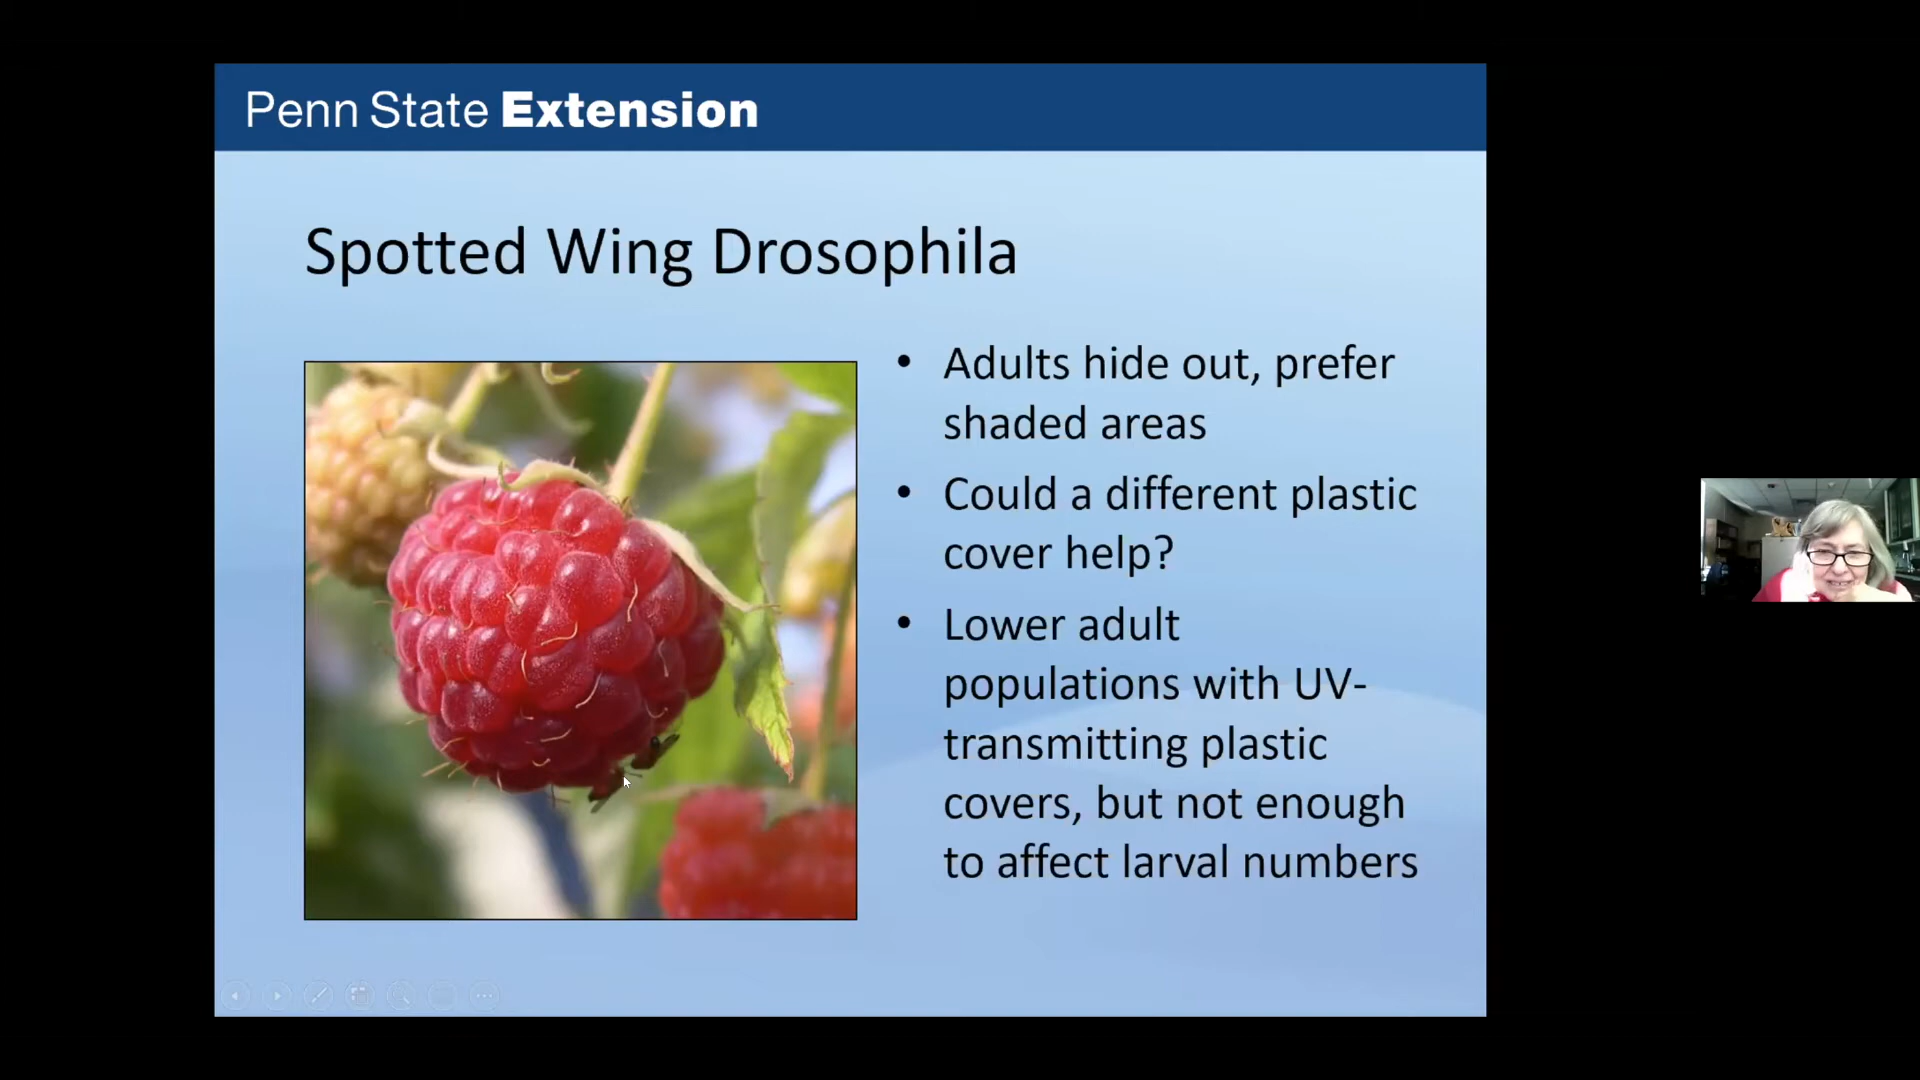 Penn State Extension
Spotted Wing Drosophila
• Adults hide out, prefer
shaded areas
• Could a different plastic
cover help?
• Lower adult
populations with UV-
transmitting plastic
covers, but not enough
to affect larval numbers